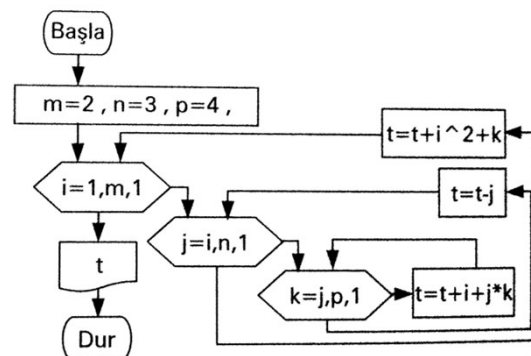 Başla
m=2 , n=3 , p=4 ,
t=t+i^2+k
i=1,m,1
t=t-j
j=i,n,1
t
k=j,p,1
t=t+i+j*k
Dur